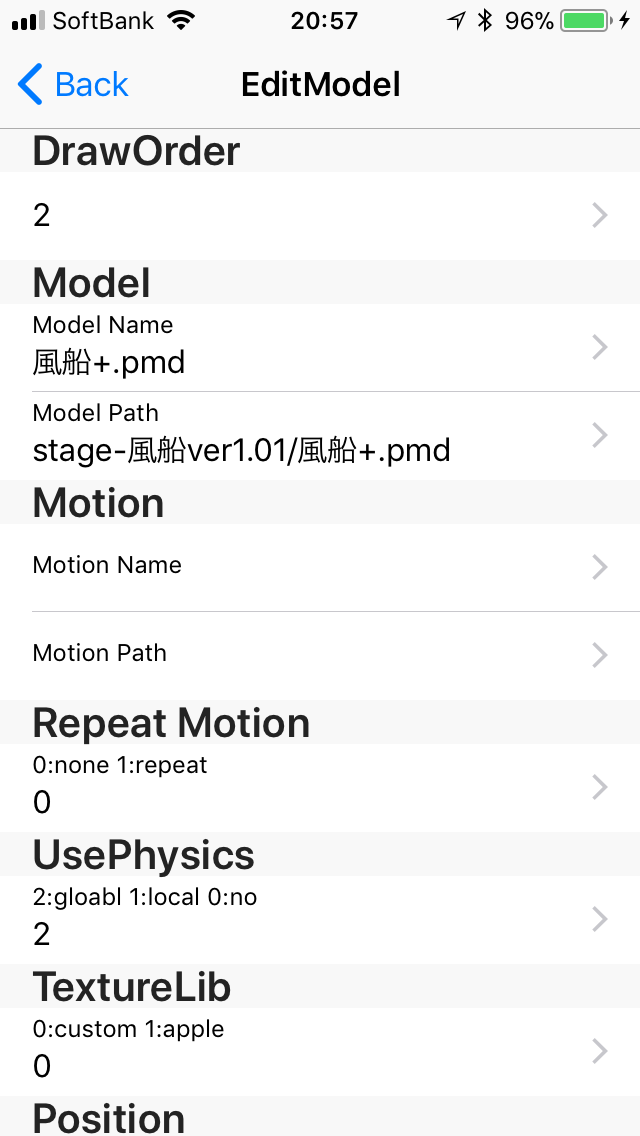 SoftBank 20:57 96%
Back EditModel
DrawOrder
2
Model
Model Name
風船+.pmd
Model Path
stage-風船ver1.01/風船+.pmd
Motion
Motion Name
Motion Path
Repeat Motion
0:none 1:repeat
0
UsePhysics
2:gloabl 1:local 0:no
2
TextureLib
0:custom 1:apple
0
Position